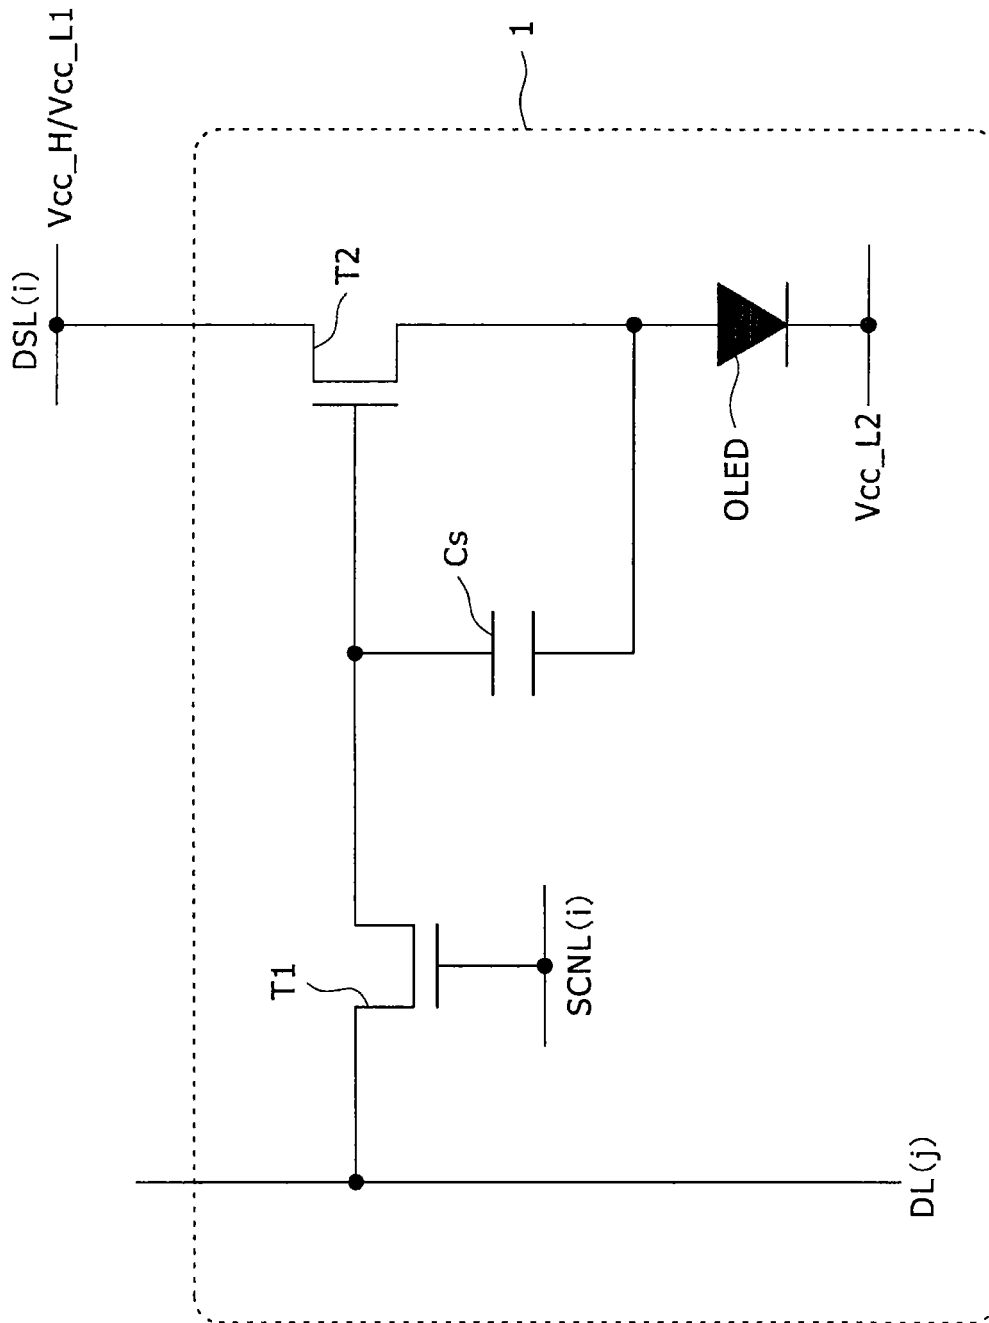 DSL(i)
Vcc_H/Vcc_L1
1
T2
OLED
Vcc_L2
Cs
T1
SCNL(i)
DL(j)